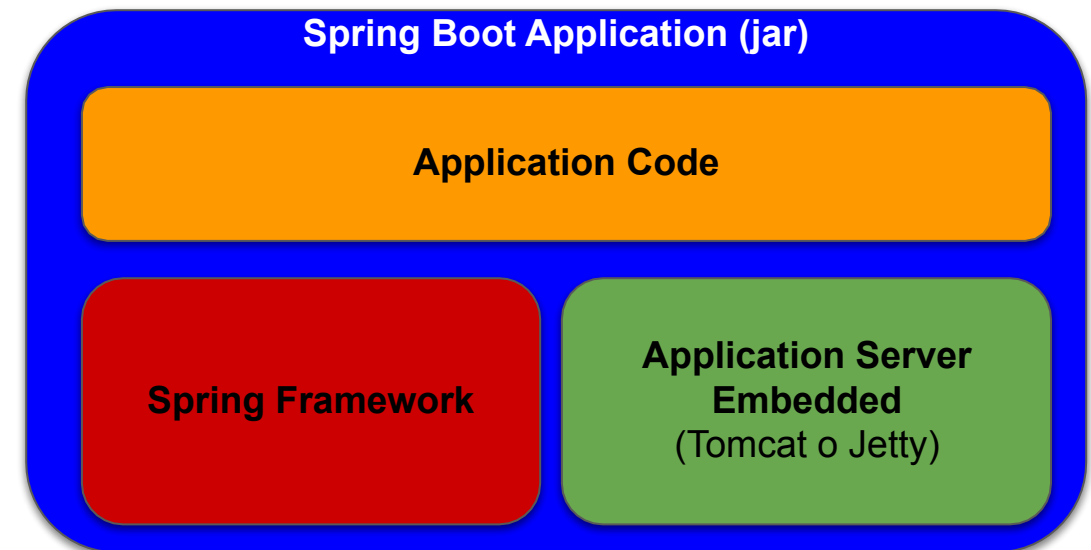 Spring Boot Application (jar)
Application Code
Spring Framework
Application Server
Embedded
(Tomcat o Jetty)